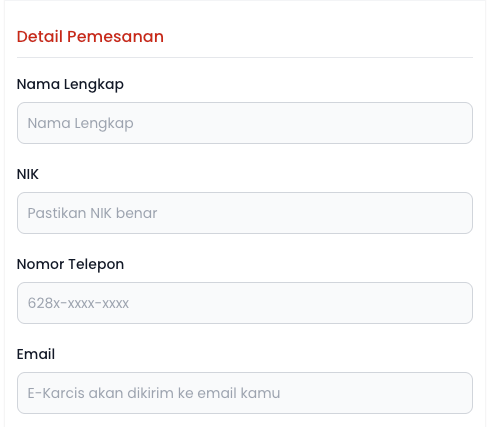 Detail Pemesanan
Nama Lengkap
Nama Lengkap
NIK
Pastikan NIK benar
Nomor Telepon
628x-xxxx-xxxx
Email
E-Karcis akan dikirim ke email kamu